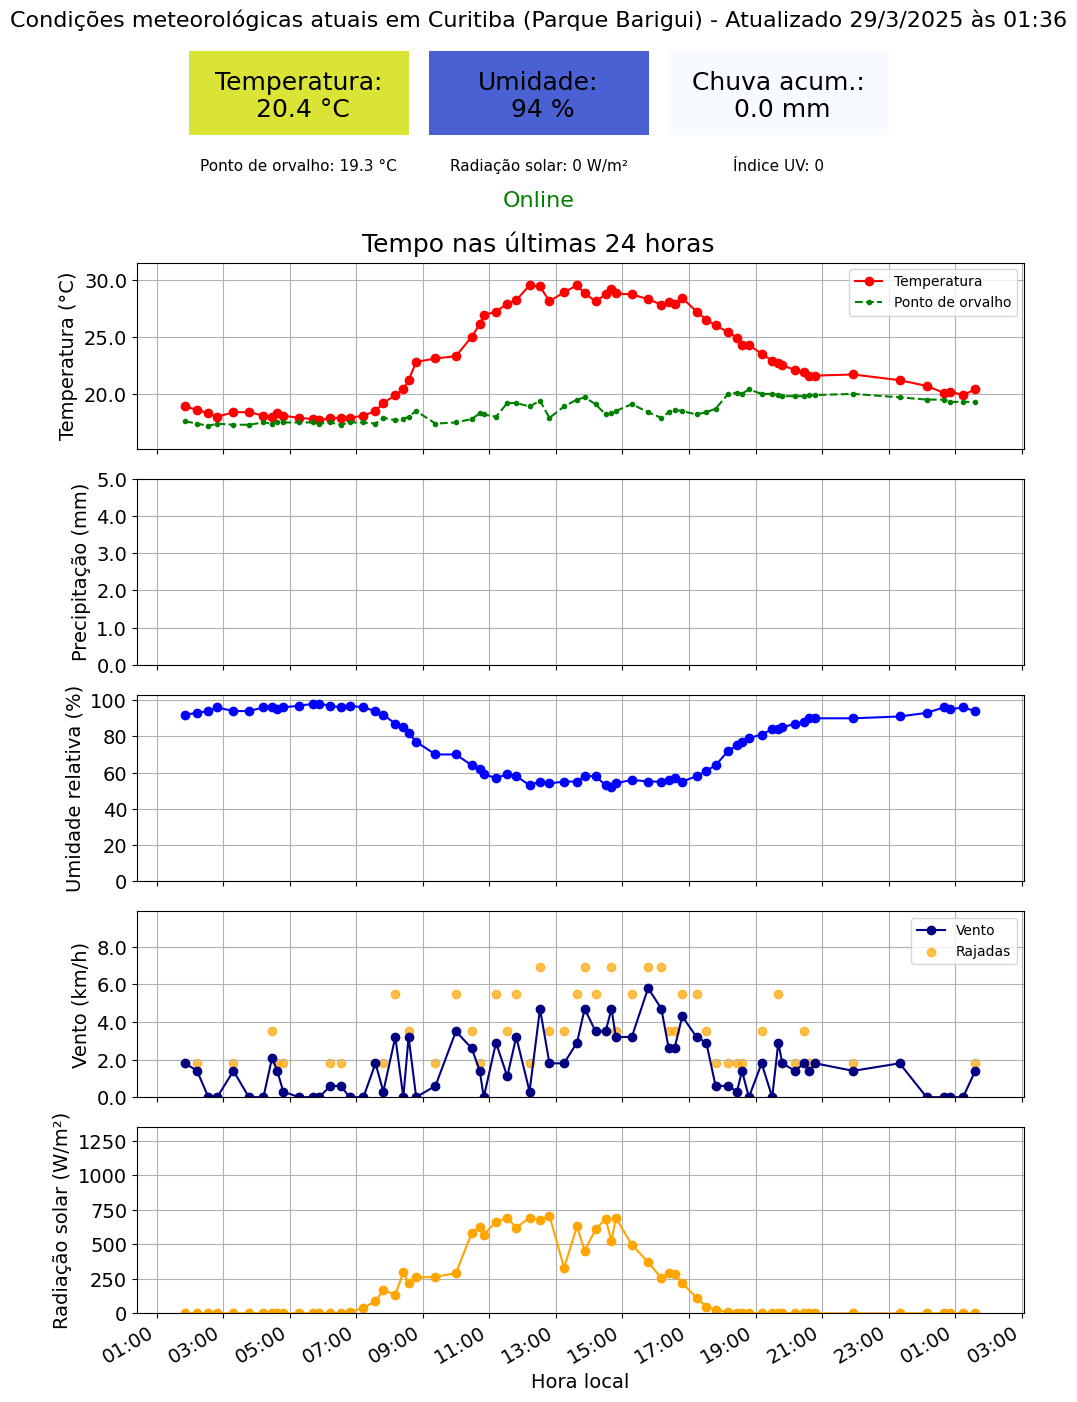 Condições meteorológicas atuais em Curitiba (Parque Barigui) - Atualizado 29/3/2025 às 01:36
Temperatura:
20.4 °C
Umidade:
94 %
Chuva acum.:
0.0 mm
Ponto de orvalho: 19.3 °C
Radiação solar: 0 W/m²
Índice UV: 0
Online
Tempo nas últimas 24 horas
Temperatura (°C)
30.0
25.0
20.0
Temperatura
Ponto de orvalho
Precipitação (mm)
5.0
4.0
3.0
2.0
1.0
0.0
Umidade relativa (%)
100
80
60
40
20
0
Vento (km/h)
8.0
6.0
4.0
2.0
0.0
Vento
Rajadas
Radiação solar (W/m²)
1250
1000
750
500
250
0
01:00
03:00
05:00
07:00
09:00
11:00
13:00
15:00
17:00
19:00
21:00
23:00
01:00
03:00
Hora local